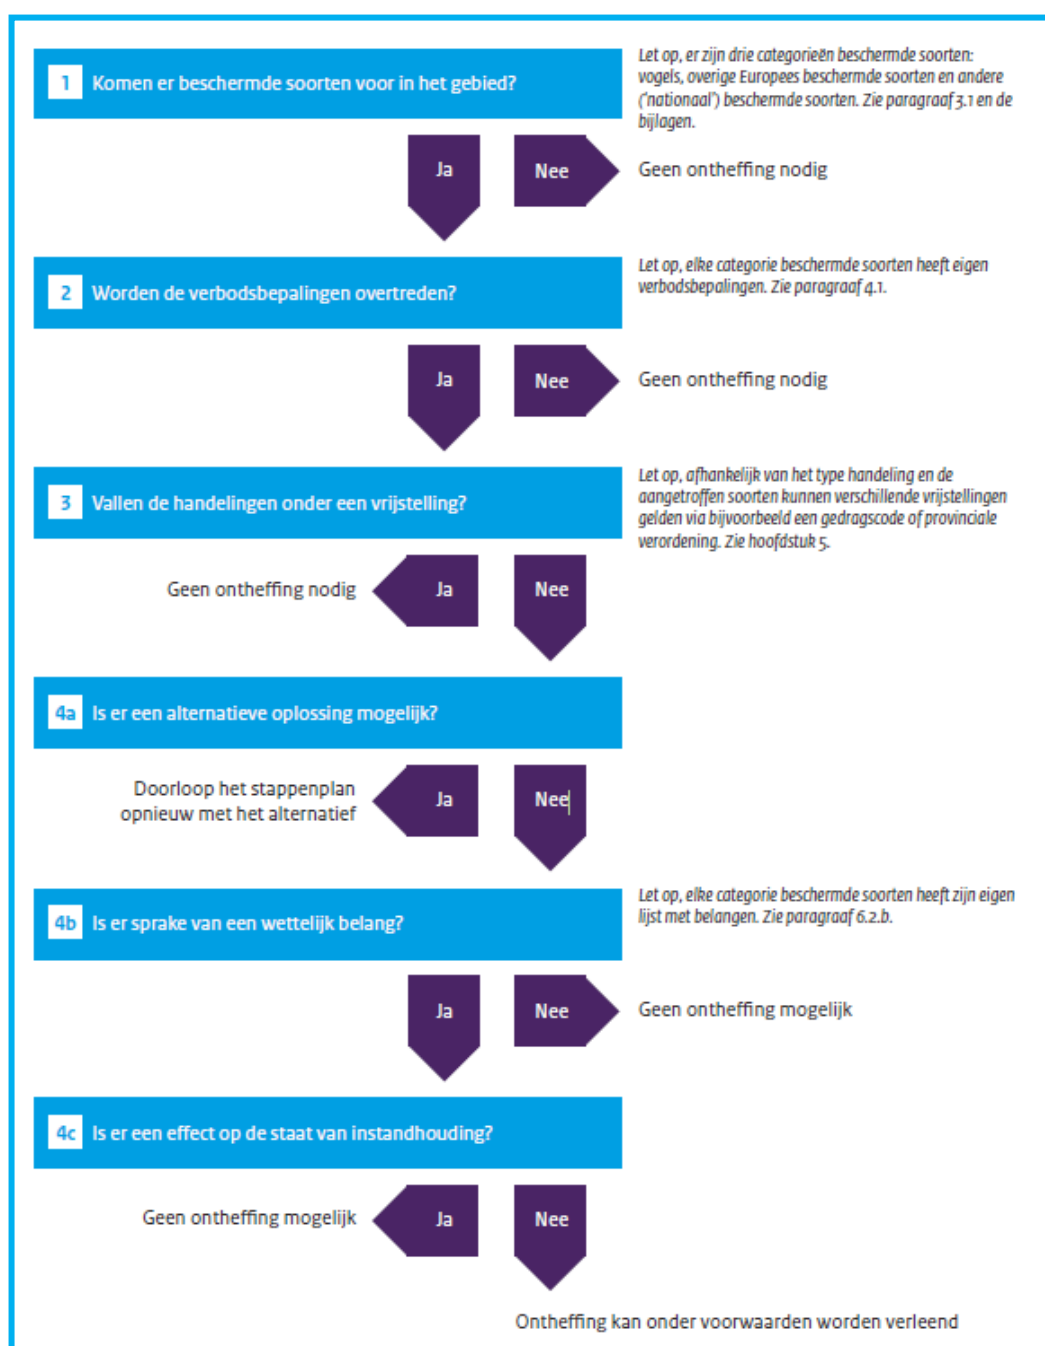 1 Komen er beschermde soorten voor in het gebied?
Let op, er zijn drie categorieën beschermde soorten:
vogels, overige Europees beschermde soorten en andere
('nationaal') beschermde soorten. Zie paragraaf 3.1 en de
bijlagen.
Ja
Nee
Geen ontheffing nodig
2 Worden de verbodsbepalingen overtreden?
Let op, elke categorie beschermde soorten heeft eigen
verbodsbepalingen. Zie paragraaf 4.1.
Ja
Nee
Geen ontheffing nodig
3 Vallen de handelingen onder een vrijstelling?
Let op, afhankelijk van het type handeling en de
aangetroffen soorten kunnen verschillende vrijstellingen
gelden via bijvoorbeeld een gedragscode of provinciale
verordening. Zie hoofdstuk 5.
Geen ontheffing nodig
Ja
Nee
4a Is er een alternatieve oplossing mogelijk?
Doorloop het stappenplan
opnieuw met het alternatief
Ja
Nee
4b Is er sprake van een wettelijk belang?
Let op, elke categorie beschermde soorten heeft zijn eigen
lijst met belangen. Zie paragraaf 6.2.b.
Ja
Nee
Geen ontheffing mogelijk
4c Is er een effect op de staat van instandhouding?
Geen ontheffing mogelijk
Ja
Nee
Ontheffing kan onder voorwaarden worden verleend